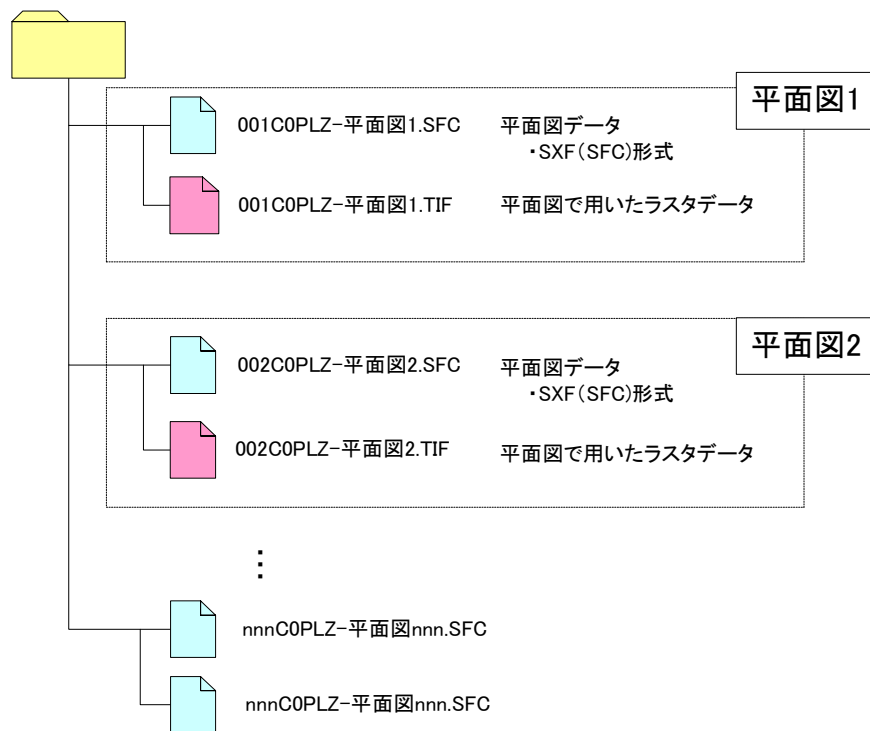 平面図1
001C0PLZ-平面図1.SFC 平面図データ
・SXF(SFC)形式
001C0PLZ-平面図1.TIF 平面図で用いたラスタデータ
平面図2
002C0PLZ-平面図2.SFC 平面図データ
・SXF(SFC)形式
002C0PLZ-平面図2.TIF 平面図で用いたラスタデータ
⋮
nnnC0PLZ-平面図nnn.SFC
nnnC0PLZ-平面図nnn.SFC